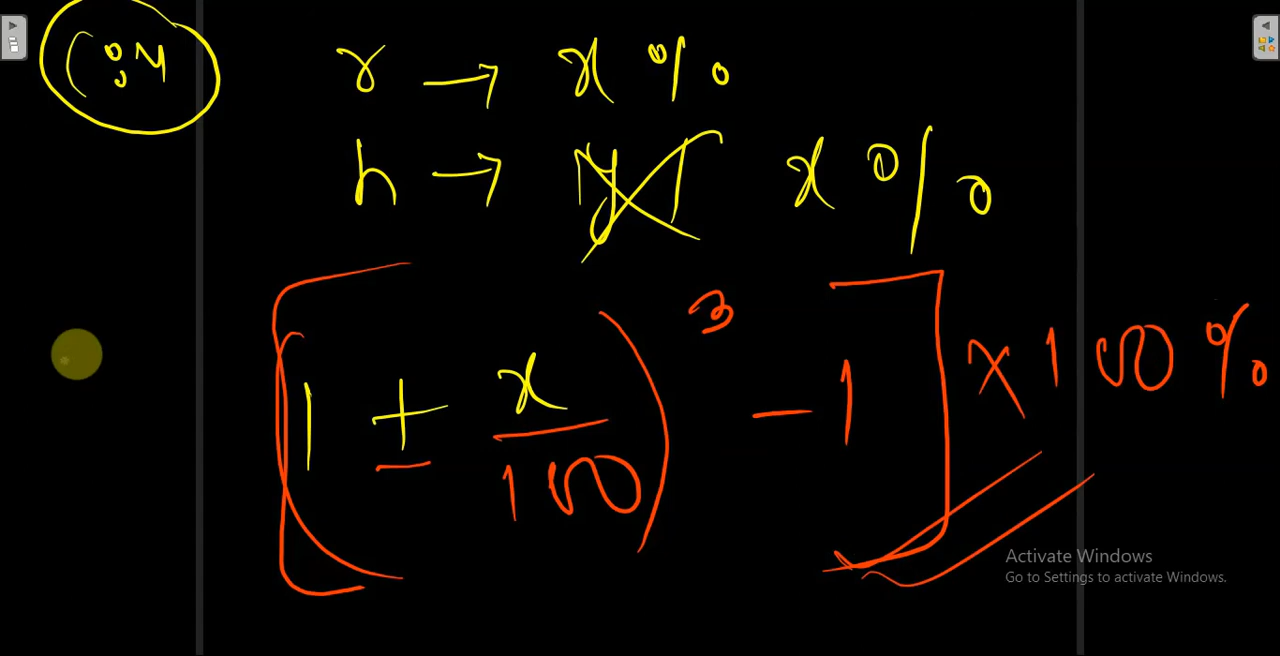 r → x %
h → x %
[(1 ± x/100)³ - 1] × 100 %
Activate Windows
Go to Settings to activate Windows.